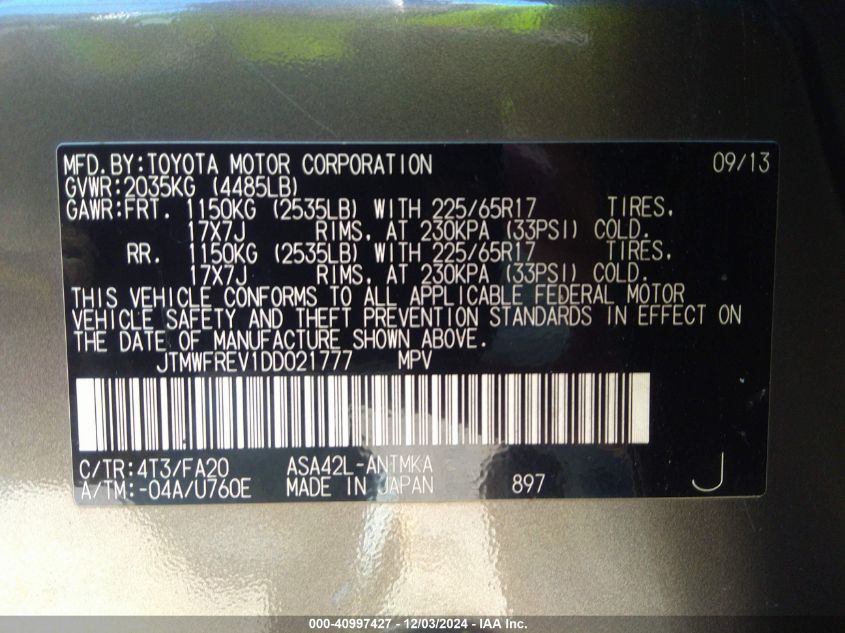 MFD.BY:TOYOTA MOTOR CORPORATION 09/13
GVWR:2035KG (4485LB)
GAWR:FRT. 1150KG (2535LB) WITH 225/65R17 TIRES,
17X7J RIMS, AT 230KPA (33PSI) COLD.
RR. 1150KG (2535LB) WITH 225/65R17 TIRES,
17X7J RIMS, AT 230KPA (33PSI) COLD.
THIS VEHICLE CONFORMS TO ALL APPLICABLE FEDERAL MOTOR
VEHICLE SAFETY AND THEFT PREVENTION STANDARDS IN EFFECT ON
THE DATE OF MANUFACTURE SHOWN ABOVE.
JTMWFREV1DD021777 MPV
C/TR:4T3/FA20 ASA42L-ANTMKA
A/TM:-04A/U760E MADE IN JAPAN 897 J
000-40997427 - 12/03/2024 - IAA Inc.